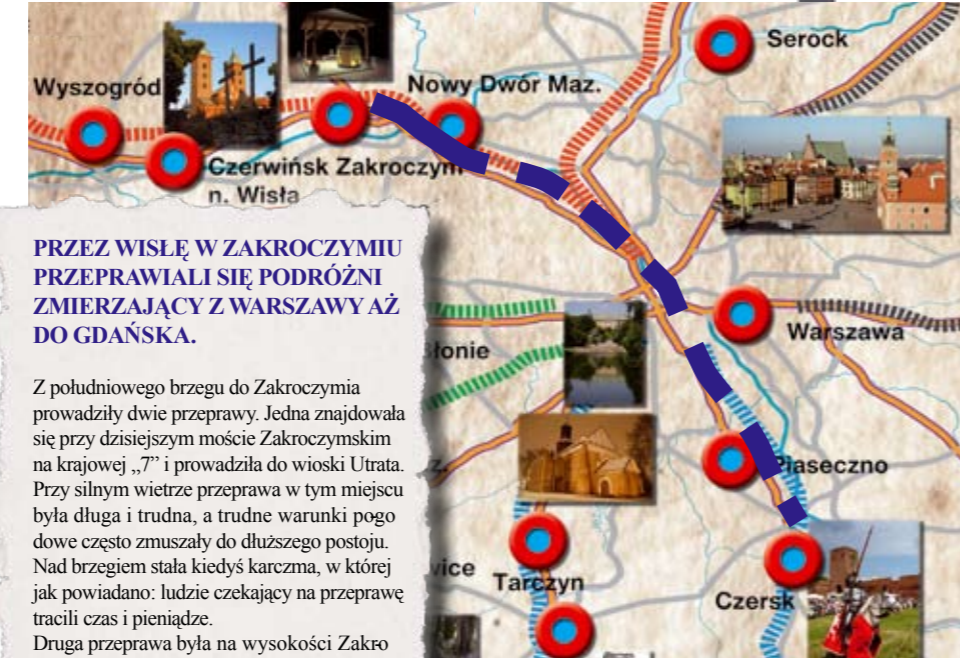 Serock
Wyszogród
Nowy Dwór Maz.
Czerwińsk Zakroczym
n. Wisła
PRZEZ WISŁĘ W ZAKROCZYMIU
PRZEPRAWIALI SIĘ PODRÓŻNI
ZMIERZAJĄCY Z WARSZAWY AŻ
DO GDAŃSKA.
Warszawa
Z południowego brzegu do Zakroczymia
prowadziły dwie przeprawy. Jedna znajdowała
się przy dzisiejszym moście Zakroczymskim
na krajowej „7” i prowadziła do wioski Utrata.
Przy silnym wietrze przeprawa w tym miejscu
była długa i trudna, a trudne warunki pogo
dowe często zmuszały do dłuższego postoju.
Nad brzegiem stała kiedyś karczma, w której
jak powiadano: ludzie czekający na przeprawę
tracili czas i pieniądze.
Druga przeprawa była na wysokości Zakro
łonie
z.
Piaseczno
ice
Tarczyn
Czersk